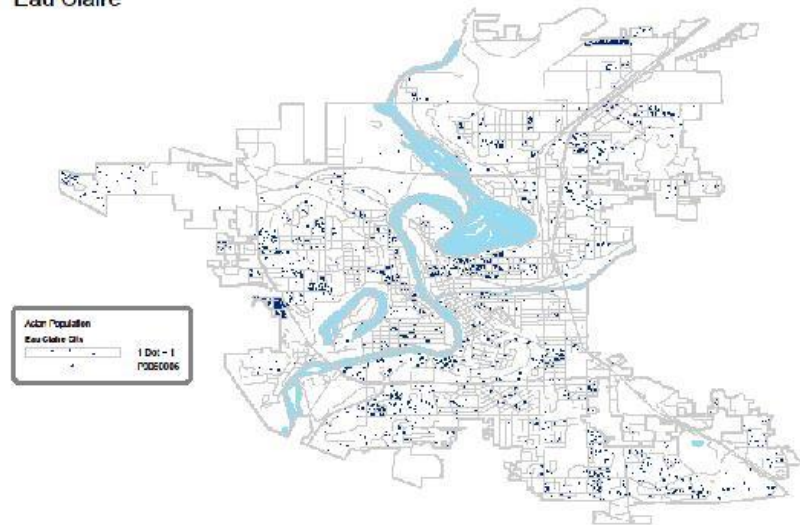 Eau Claire
Asian Population
Eau Claire City
1 Dot = 1
P0050006